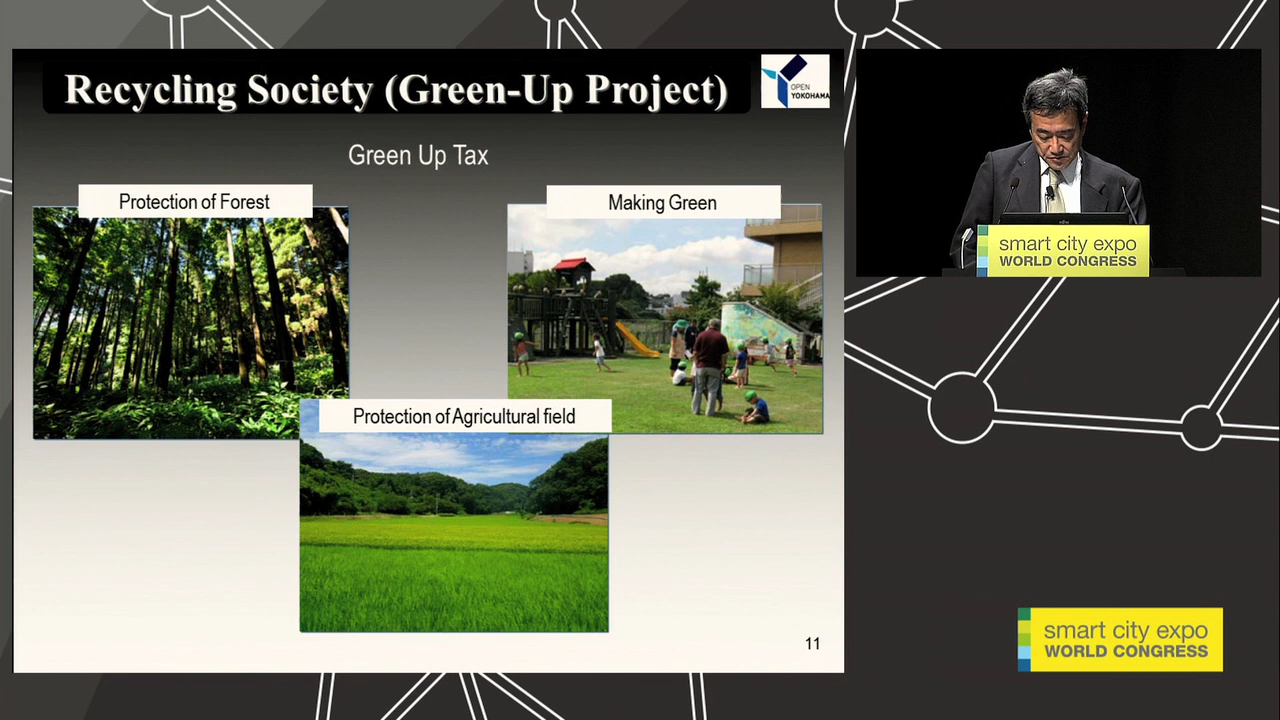 Recycling Society (Green-Up Project)
OPEN
YOKOHAMA
Green Up Tax
Protection of Forest
Making Green
Protection of Agricultural field
11
smart city expo
WORLD CONGRESS
smart city expo
WORLD CONGRESS